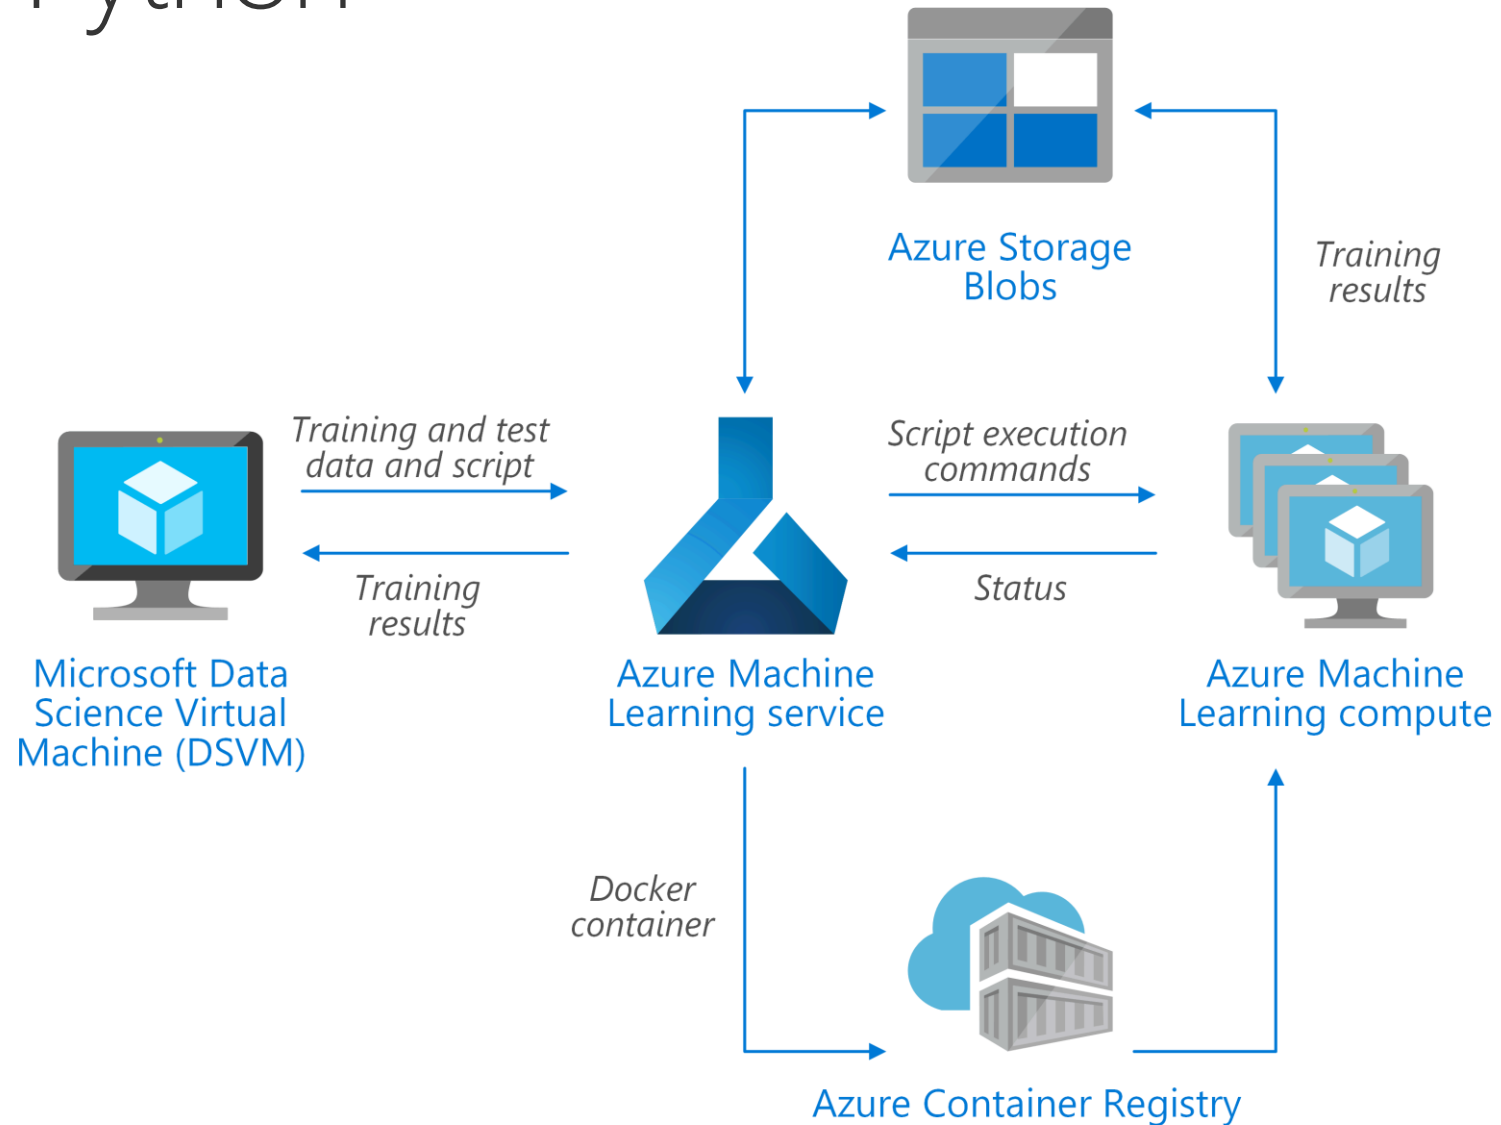 Python
Azure Storage
Blobs
Training
results
Training and test
data and script
Script execution
commands
Training
results
Status
Microsoft Data
Science Virtual
Machine (DSVM)
Azure Machine
Learning service
Azure Machine
Learning compute
Docker
container
Azure Container Registry